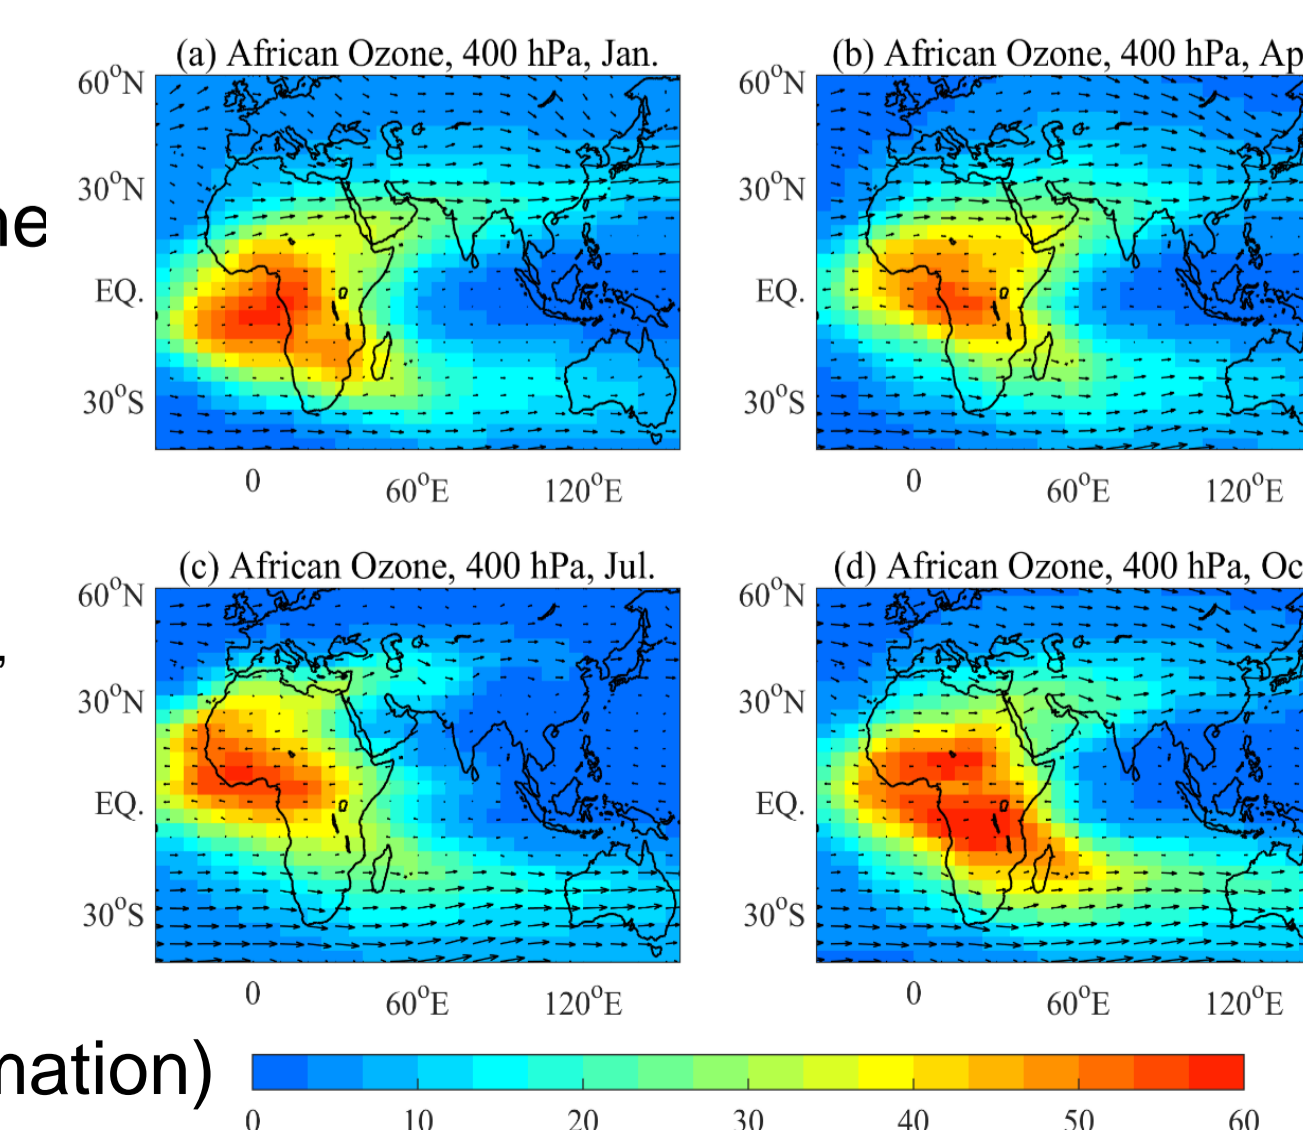 (a) African Ozone, 400 hPa, Jan.
60°N
30°N
EQ.
30°S
0 60°E 120°E
(b) African Ozone, 400 hPa, Ap
60°N
30°N
EQ.
30°S
0 60°E 120°E
ne
(c) African Ozone, 400 hPa, Jul.
60°N
30°N
EQ.
30°S
0 60°E 120°E
(d) African Ozone, 400 hPa, Oc
60°N
30°N
EQ.
30°S
0 60°E 120°E
,
mation)
0 10 20 30 40 50 60